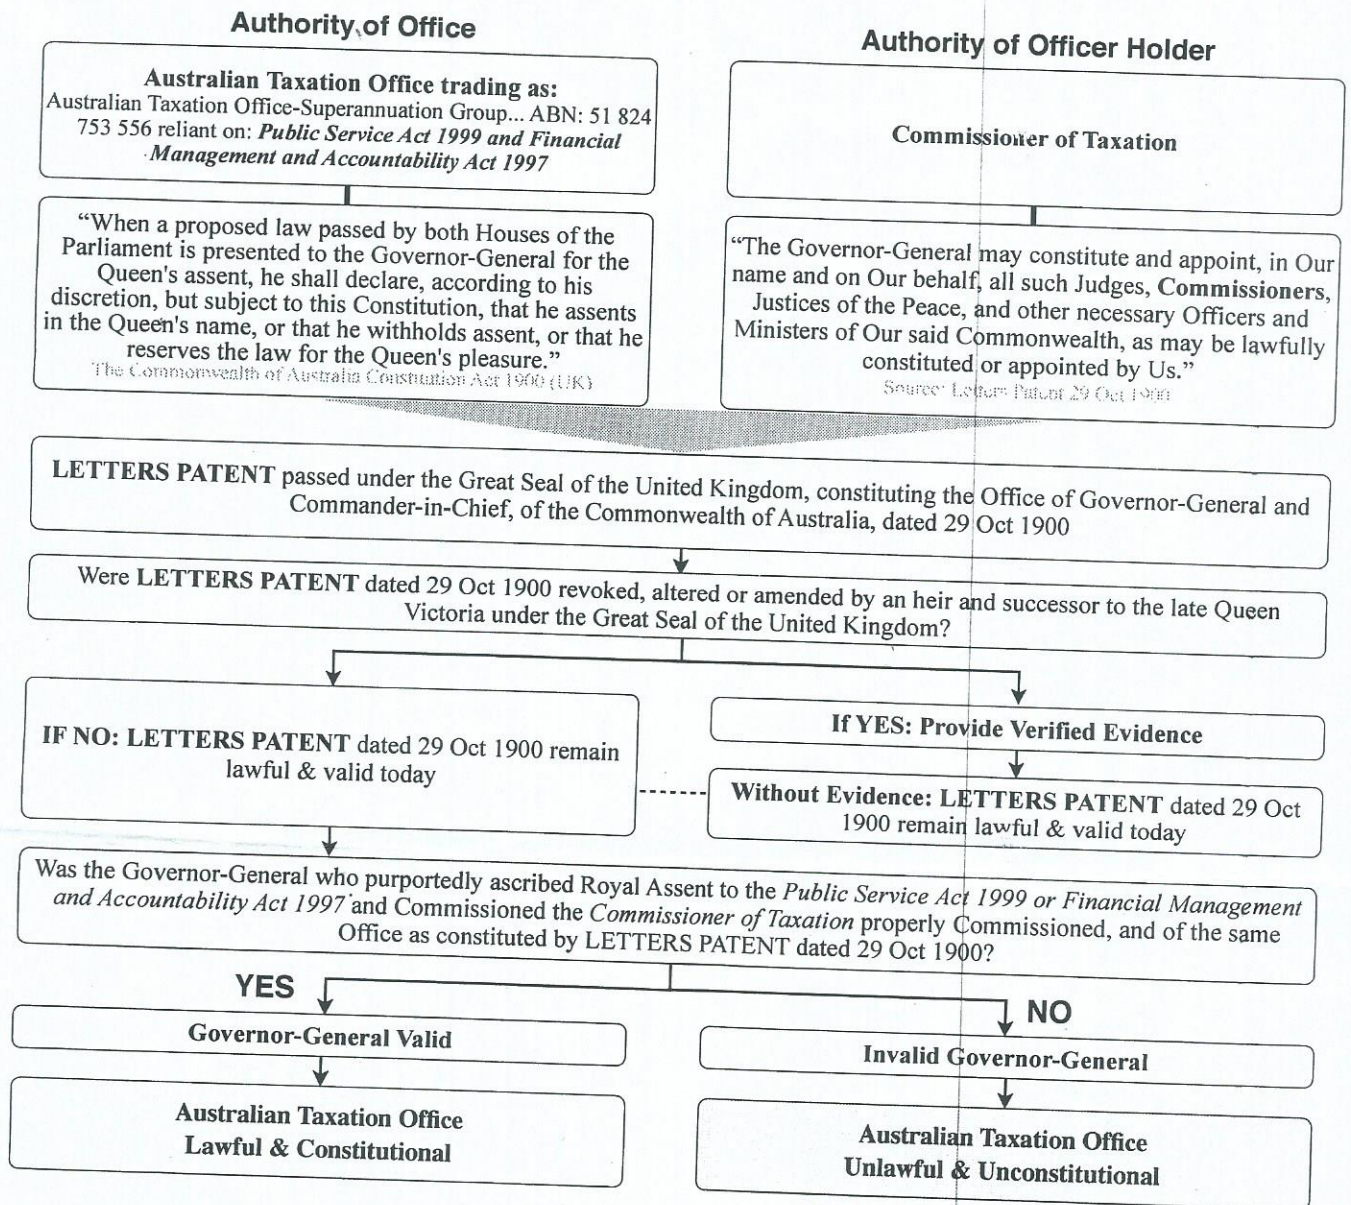 Authority of Office
Australian Taxation Office trading as:
Australian Taxation Office-Superannuation Group... ABN: 51 824
753 556 reliant on: Public Service Act 1999 and Financial
Management and Accountability Act 1997
“When a proposed law passed by both Houses of the
Parliament is presented to the Governor-General for the
Queen's assent, he shall declare, according to his
discretion, but subject to this Constitution, that he assents
in the Queen's name, or that he withholds assent, or that he
reserves the law for the Queen's pleasure.”
The Commonwealth of Australia Constitution Act 1900 (UK)
Authority of Officer Holder
Commissioner of Taxation
“The Governor-General may constitute and appoint, in Our
name and on Our behalf, all such Judges, Commissioners,
Justices of the Peace, and other necessary Officers and
Ministers of Our said Commonwealth, as may be lawfully
constituted or appointed by Us.”
Source: Letters Patent 29 Oct 1900
LETTERS PATENT passed under the Great Seal of the United Kingdom, constituting the Office of Governor-General and
Commander-in-Chief, of the Commonwealth of Australia, dated 29 Oct 1900
Were LETTERS PATENT dated 29 Oct 1900 revoked, altered or amended by an heir and successor to the late Queen
Victoria under the Great Seal of the United Kingdom?
IF NO: LETTERS PATENT dated 29 Oct 1900 remain
lawful & valid today
If YES: Provide Verified Evidence
Without Evidence: LETTERS PATENT dated 29 Oct
1900 remain lawful & valid today
Was the Governor-General who purportedly ascribed Royal Assent to the Public Service Act 1999 or Financial Management
and Accountability Act 1997 and Commissioned the Commissioner of Taxation properly Commissioned, and of the same
Office as constituted by LETTERS PATENT dated 29 Oct 1900?
YES
NO
Governor-General Valid
Invalid Governor-General
Australian Taxation Office
Lawful & Constitutional
Australian Taxation Office
Unlawful & Unconstitutional